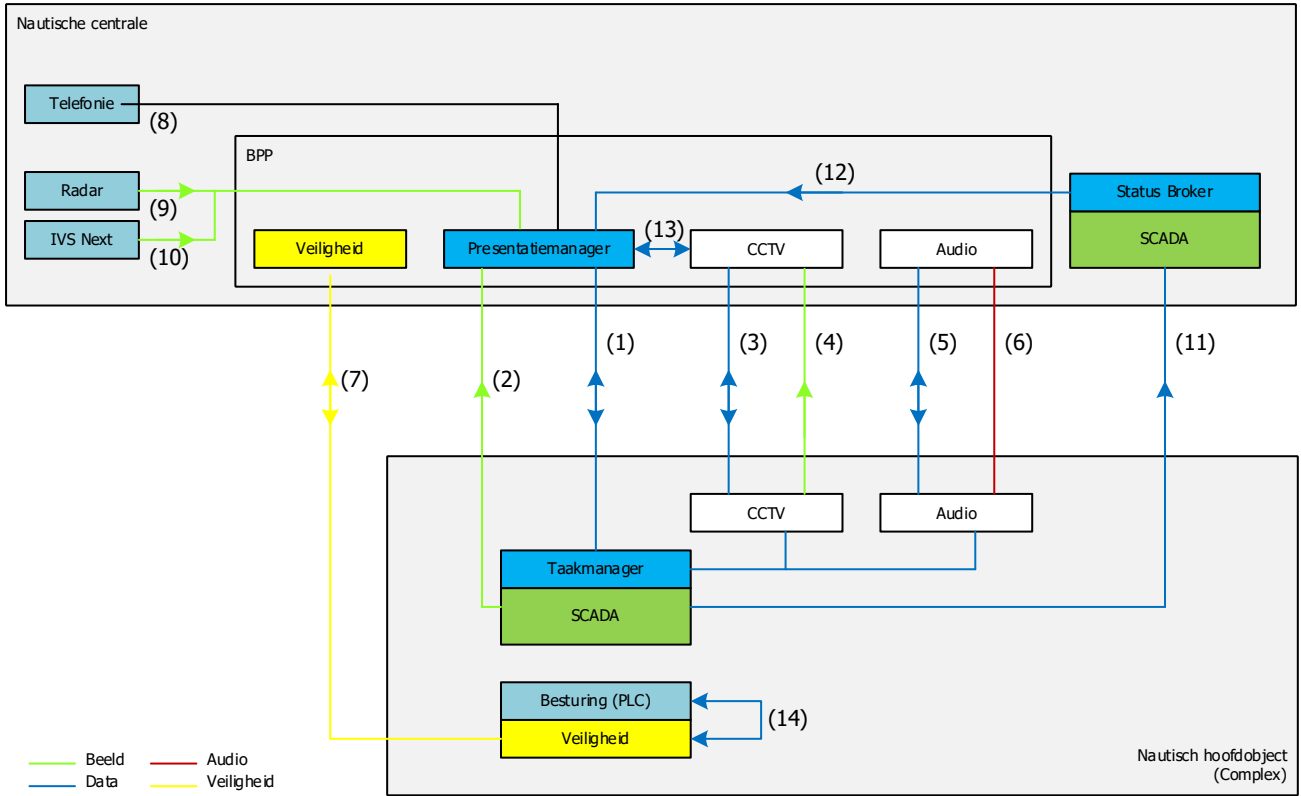 Nautische centrale
Telefonie
(8)
BPP
Radar
(9)
IVS Next
(10)
Veiligheid
Presentatiemanager
(13)
CCTV
Audio
(12)
Status Broker
SCADA
(7)
(2)
(1)
(3)
(4)
(5)
(6)
(11)
CCTV
Audio
Taakmanager
SCADA
Besturing (PLC)
Veiligheid
(14)
Nautisch hoofdobject
(Complex)
Beeld
Audio
Data
Veiligheid